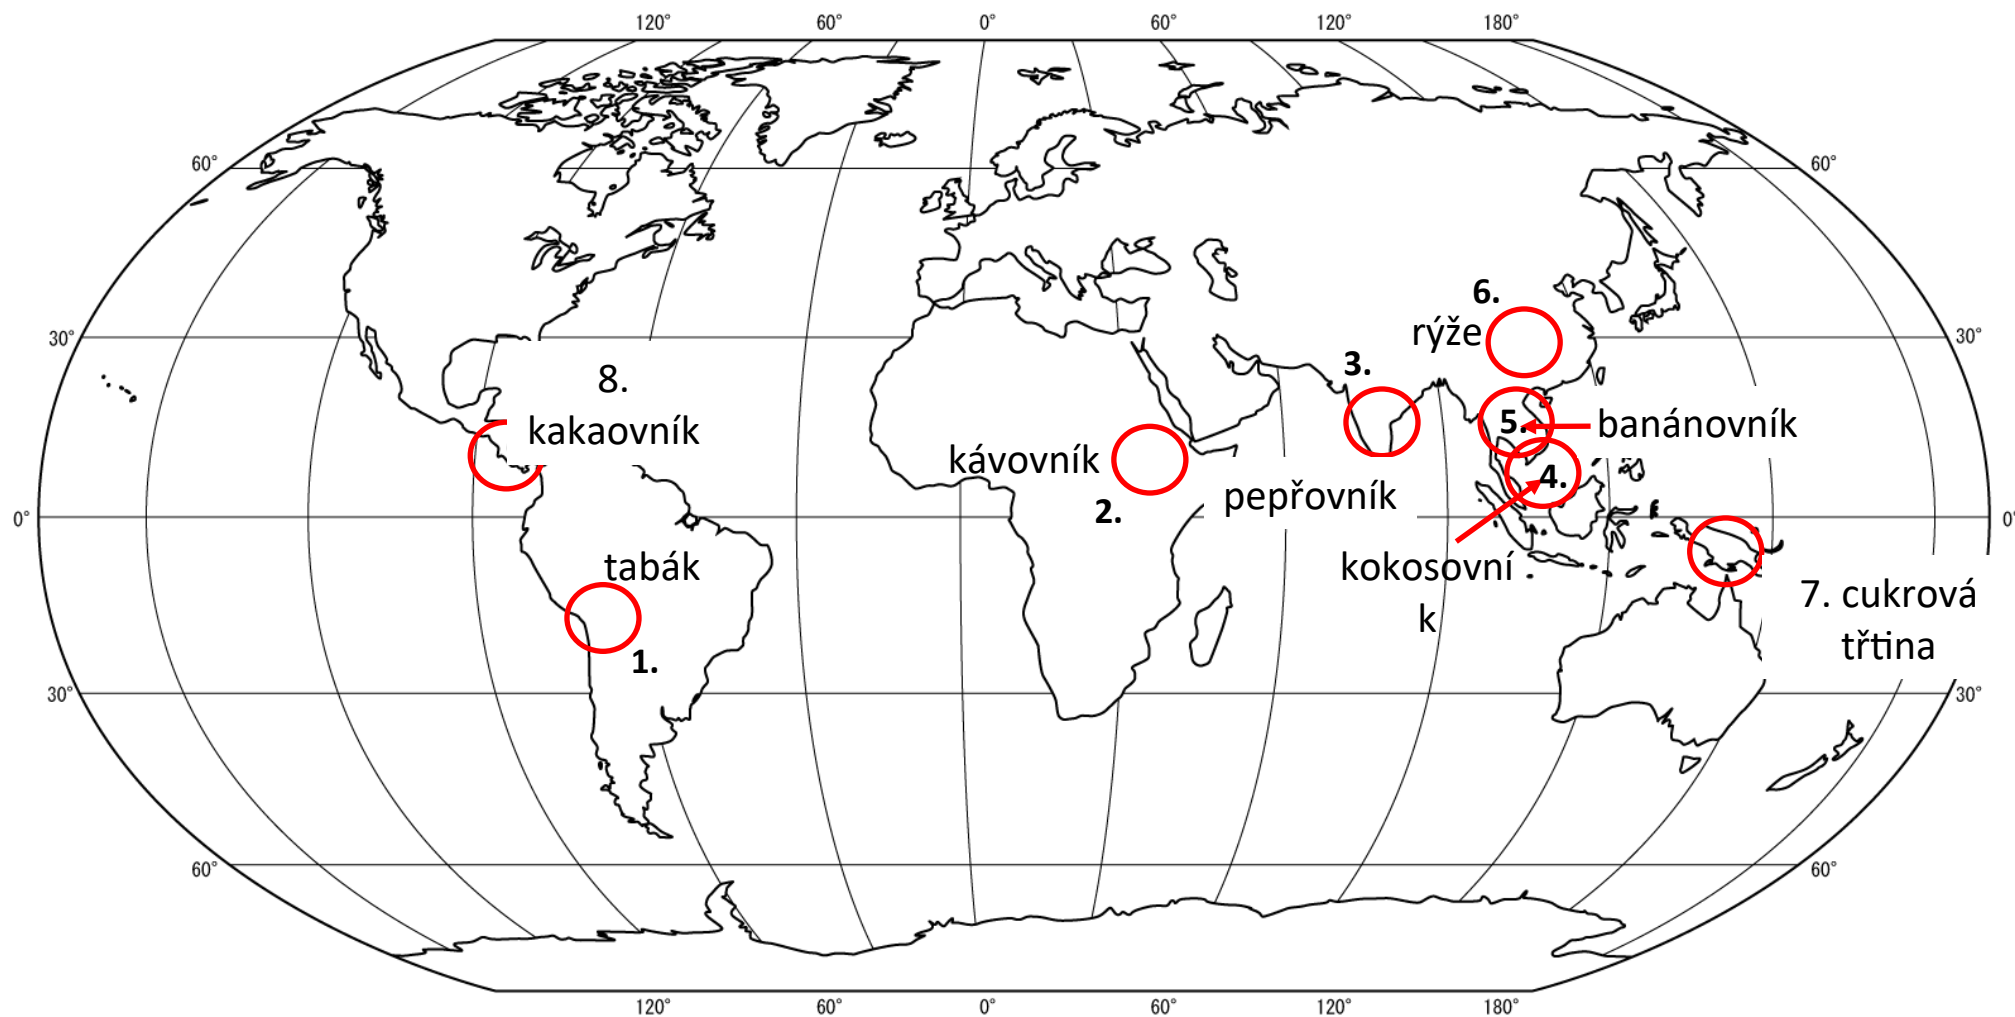 120° 60° 0° 60° 120° 180°
60° 60°
6.
rýže
30° 30°
3.
8.
kakaovník
5. banánovník
kávovník
4.
pepřovník
2.
0° 0°
tabák
kokosovní
k
7. cukrová
třtina
1.
30° 30°
60° 60°
120° 60° 0° 60° 120° 180°